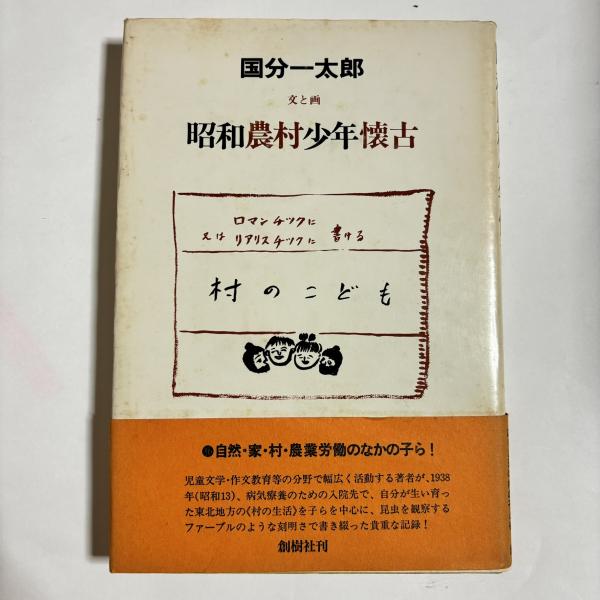 国分一太郎
文と画
昭和農村少年懐古
ロマンチックに
又は リアリスチックに 書ける
村のこども
自然・家・村・農業労働のなかの子ら！
児童文学・作文教育等の分野で幅広く活動する著者が、1938
年(昭和13)、病気療養のための入院先で、自分が生い育っ
た東北地方の《村の生活》を子らを中心に、昆虫を観察する
ファーブルのような刻明さで書き綴った貴重な記録！
創樹社刊